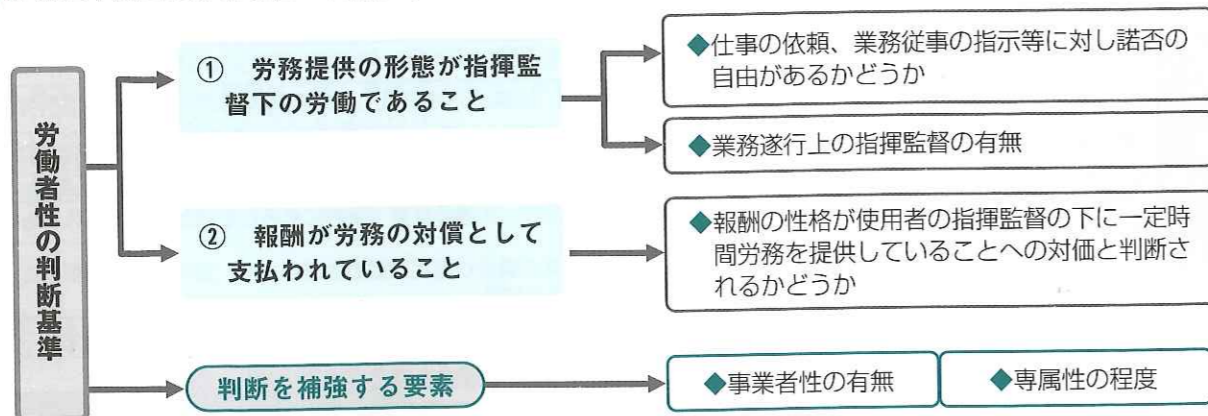 労働者性の判断基準
① 労務提供の形態が指揮監
督下の労働であること
◆仕事の依頼、業務従事の指示等に対し諾否の
自由があるかどうか
◆業務遂行上の指揮監督の有無
② 報酬が労務の対償として
支払われていること
◆報酬の性格が使用者の指揮監督の下に一定時
間労務を提供していることへの対価と判断さ
れるかどうか
判断を補強する要素
◆事業者性の有無
◆専属性の程度